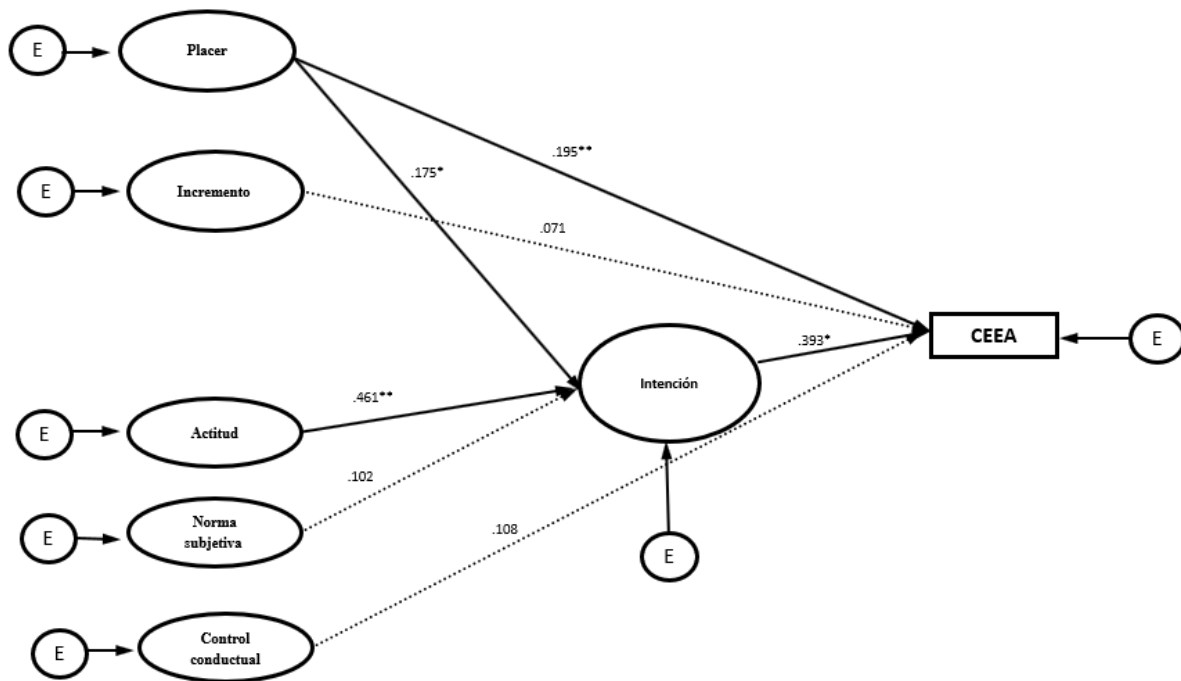 E
Placer
.195**
.175*
E
Incremento
.071
CEEA
E
.393*
Intención
.461**
E
Actitud
.102
Norma
subjetiva
E
.108
E
Control
conductual
E